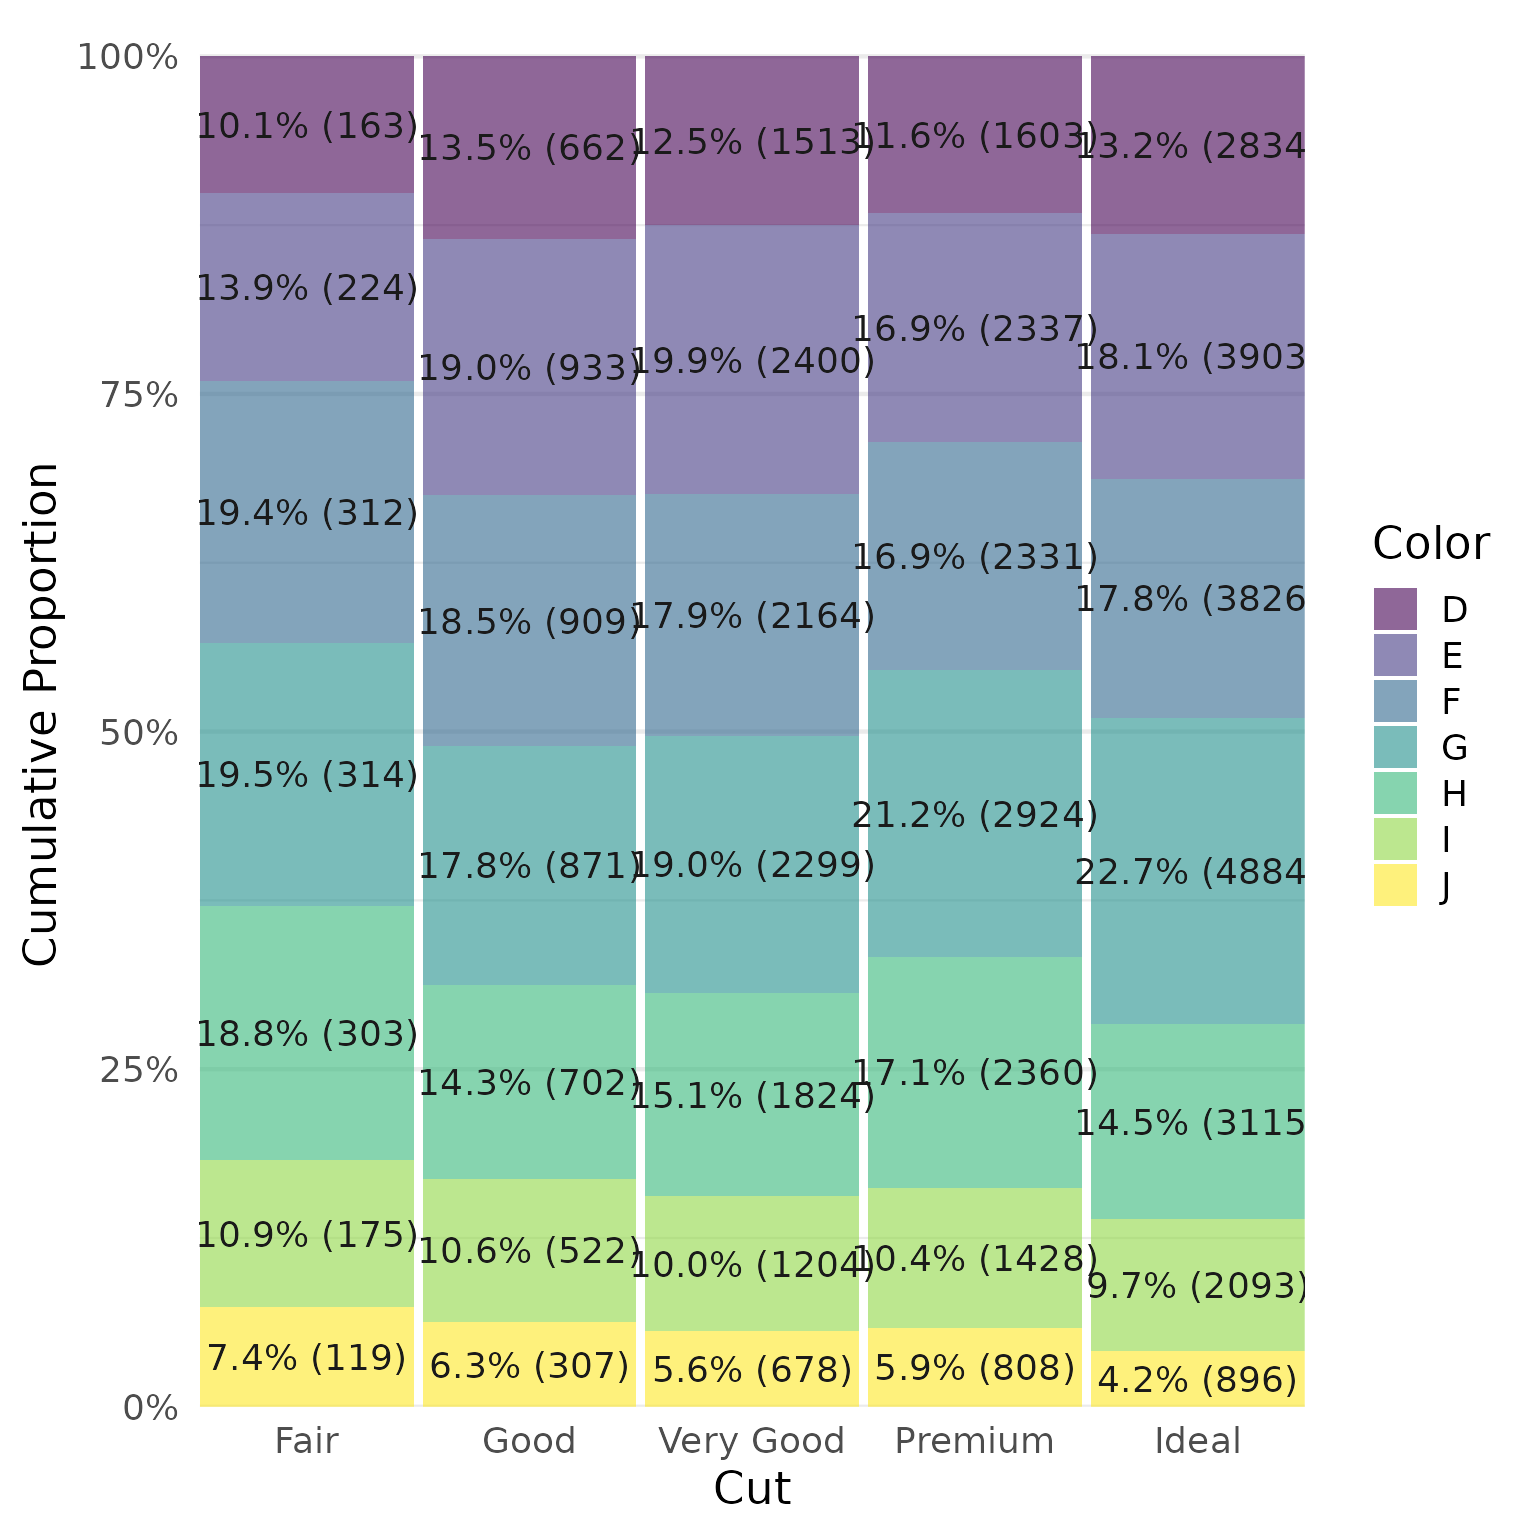 100%
75%
50%
25%
0%
Cumulative Proportion
10.1% (163)
13.9% (224)
19.4% (312)
19.5% (314)
18.8% (303)
10.9% (175)
7.4% (119)
13.5% (662)
19.0% (933)
18.5% (909)
17.8% (871)
14.3% (702)
10.6% (522)
6.3% (307)
12.5% (1513)
19.9% (2400)
17.9% (2164)
19.0% (2299)
15.1% (1824)
10.0% (1204)
5.6% (678)
11.6% (1603)
16.9% (2337)
16.9% (2331)
21.2% (2924)
17.1% (2360)
10.4% (1428)
5.9% (808)
13.2% (2834
18.1% (3903
17.8% (3826
22.7% (4884
14.5% (3115
9.7% (2093)
4.2% (896)
Fair
Good
Very Good
Premium
Ideal
Cut
Color
D
E
F
G
H
I
J